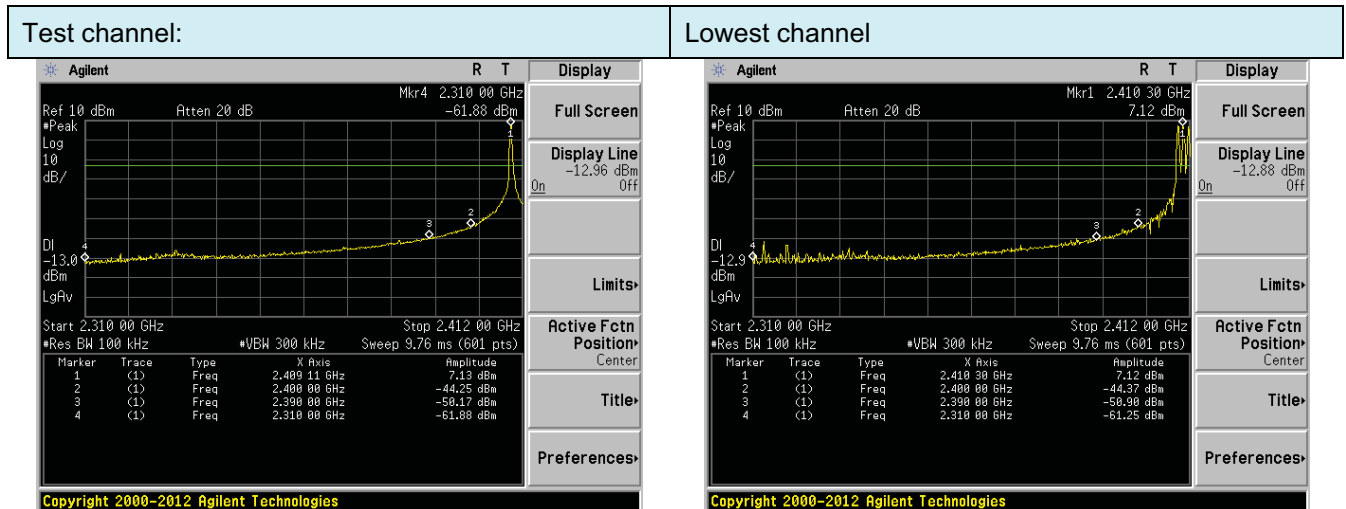 Test channel:
Lowest channel
Agilent R T Display
Mkr4 2.310 00 GHz
Ref 10 dBm Atten 20 dB -61.88 dBm
#Peak
Log
10
dB/
1
2
3
4
DI
-13.0
dBm
LgAv
Start 2.310 00 GHz Stop 2.412 00 GHz
#Res BW 100 kHz #VBW 300 kHz Sweep 9.76 ms (601 pts)
Marker Trace Type X Axis Amplitude
1 (1) Freq 2.409 11 GHz 7.13 dBm
2 (1) Freq 2.400 00 GHz -44.25 dBm
3 (1) Freq 2.390 00 GHz -50.17 dBm
4 (1) Freq 2.310 00 GHz -61.88 dBm
Full Screen
Display Line
-12.96 dBm
On Off
Limits
Active Fctn
Position
Center
Title
Preferences
Copyright 2000-2012 Agilent Technologies
Agilent R T Display
Mkr1 2.410 30 GHz
Ref 10 dBm Atten 20 dB 7.12 dBm
#Peak
Log
10
dB/
1
2
3
4
DI
-12.9
dBm
LgAv
Start 2.310 00 GHz Stop 2.412 00 GHz
#Res BW 100 kHz #VBW 300 kHz Sweep 9.76 ms (601 pts)
Marker Trace Type X Axis Amplitude
1 (1) Freq 2.410 30 GHz 7.12 dBm
2 (1) Freq 2.400 00 GHz -44.37 dBm
3 (1) Freq 2.390 00 GHz -50.90 dBm
4 (1) Freq 2.310 00 GHz -61.25 dBm
Full Screen
Display Line
-12.88 dBm
On Off
Limits
Active Fctn
Position
Center
Title
Preferences
Copyright 2000-2012 Agilent Technologies